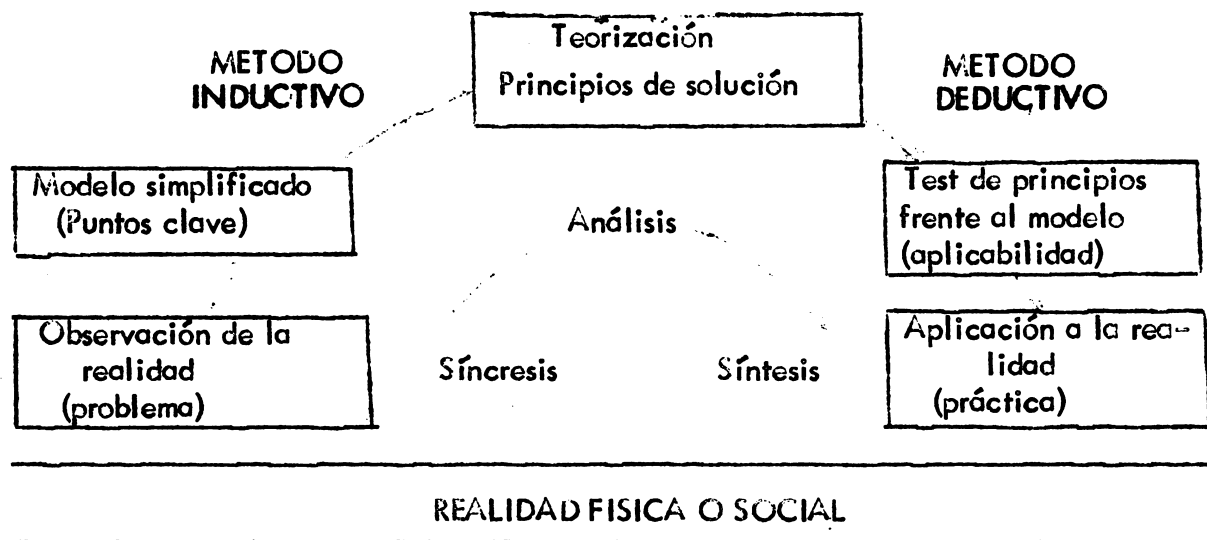 Teorización
Principios de solución
METODO
INDUCTIVO
METODO
DEDUCTIVO
Modelo simplificado
(Puntos clave)
Análisis
Test de principios
frente al modelo
(aplicabilidad)
Observación de la
realidad
(problema)
Síncresis
Síntesis
Aplicación a la rea-
lidad
(práctica)
REALIDAD FISICA O SOCIAL